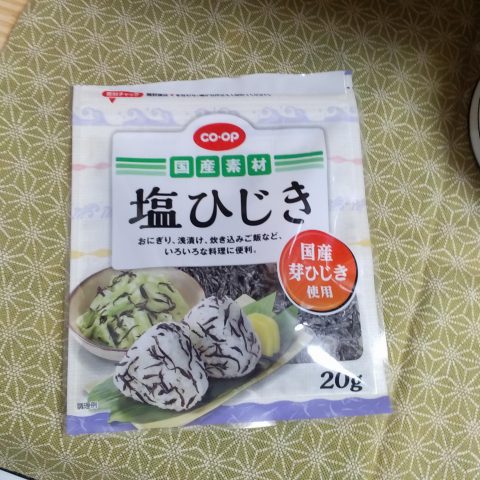 co·op
国産素材
塩ひじき
おにぎり、浅漬け、炊き込みご飯など、
いろいろな料理に便利。
国産
芽ひじき
使用
20g
調理例